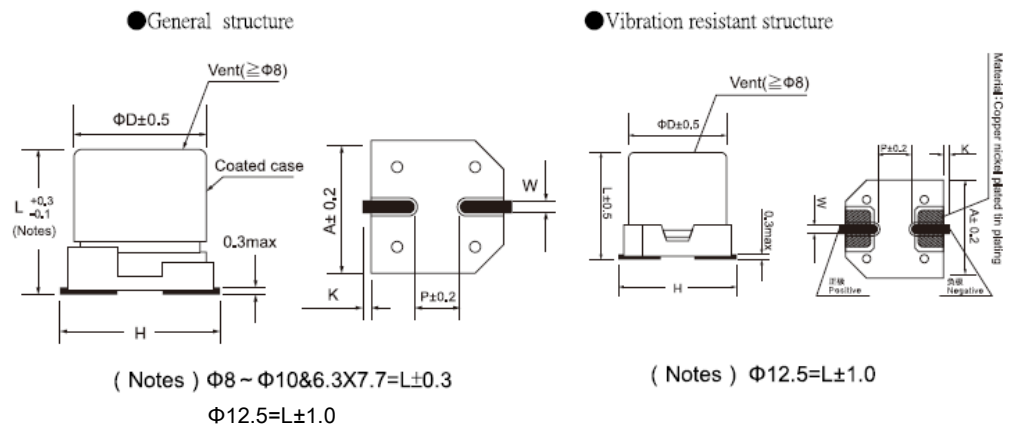 ●General structure
Vent(≧Φ8)
ΦD±0.5
Coated case
L +0.3 -0.1
(Notes)
0.3max
H
A± 0.2
W
K
P±0.2
( Notes ) Φ8～Φ10&6.3X7.7=L±0.3
Φ12.5=L±1.0
●Vibration resistant structure
Vent(≧Φ8)
ΦD±0.5
L±0.5
0.3max
H
P±0.2
K
W
A± 0.2
Material:Copper nickel plated tin plating
Positive
负极
Negative
( Notes ) Φ12.5=L±1.0